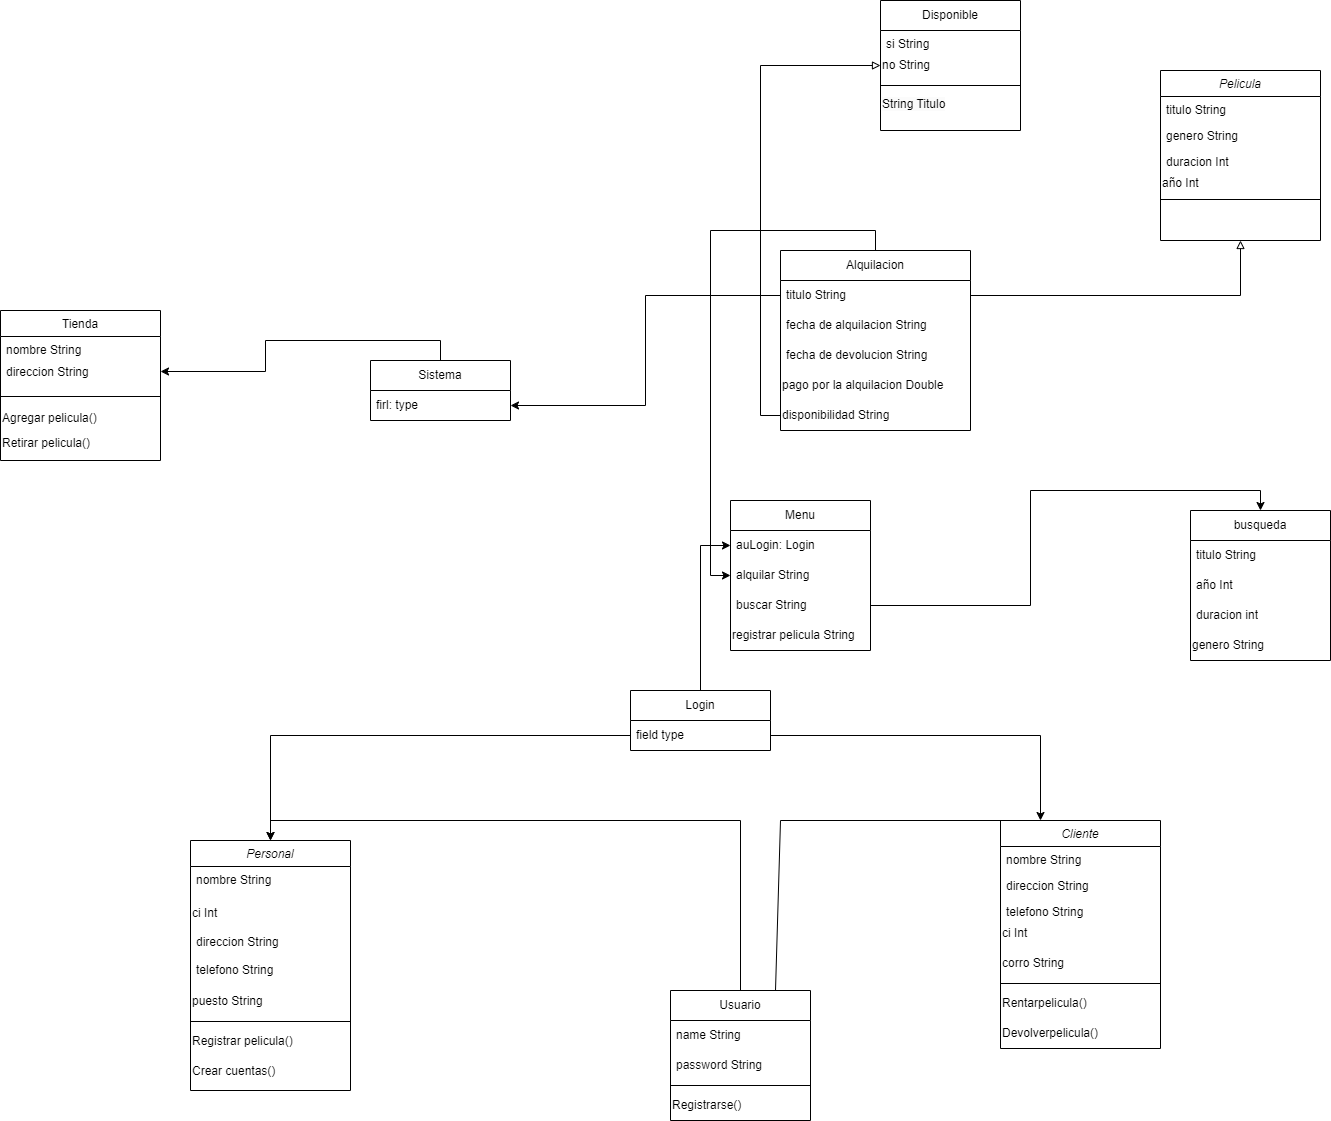 Disponible
si String
no String
String Titulo
Pelicula
titulo String
genero String
duracion Int
año Int
Alquilacion
titulo String
fecha de alquilacion String
fecha de devolucion String
pago por la alquilacion Double
disponibilidad String
Tienda
nombre String
direccion String
Agregar pelicula()
Retirar pelicula()
Sistema
firl: type
Menu
auLogin: Login
alquilar String
buscar String
registrar pelicula String
busqueda
titulo String
año Int
duracion int
genero String
Login
field type
Personal
nombre String
ci Int
direccion String
telefono String
puesto String
Registrar pelicula()
Crear cuentas()
Cliente
nombre String
direccion String
telefono String
ci Int
corro String
Rentarpelicula()
Devolverpelicula()
Usuario
name String
password String
Registrarse()